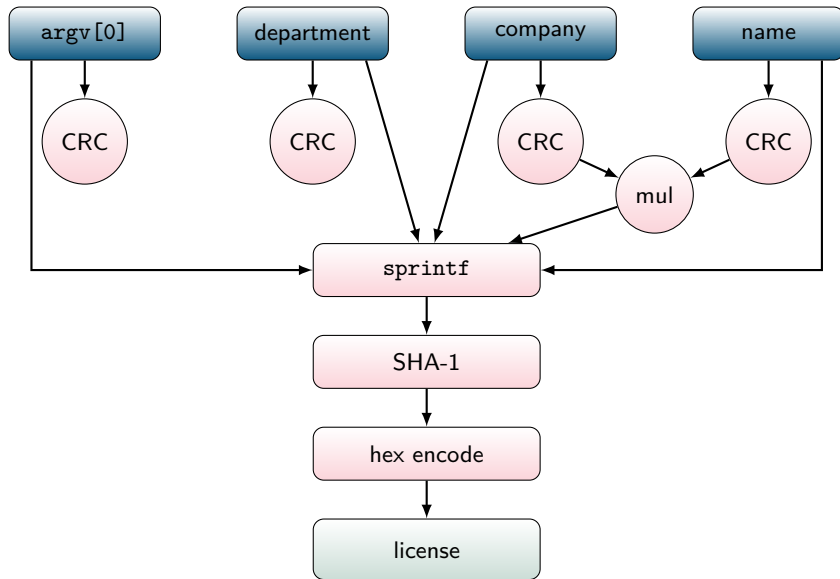 argv[0]
department
company
name
CRC
CRC
CRC
CRC
mul
sprintf
SHA-1
hex encode
license